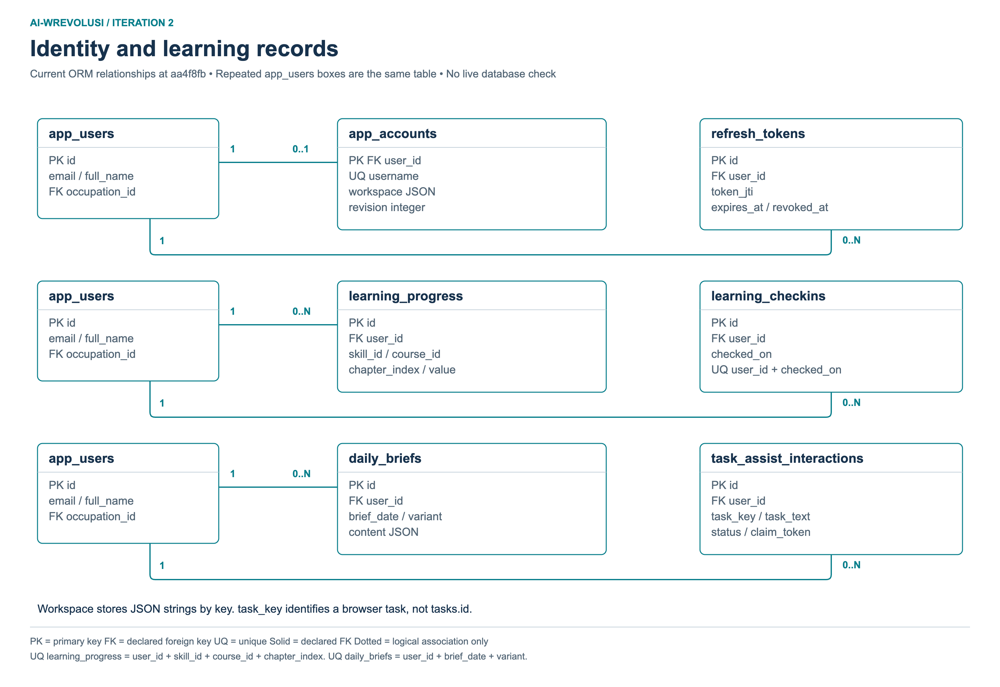 AI-WREVOLUSI / ITERATION 2
Identity and learning records
Current ORM relationships at aa4f8fb • Repeated app_users boxes are the same table • No live database check
app_users
PK id
email / full_name
FK occupation_id
1
0..1
app_accounts
PK FK user_id
UQ username
workspace JSON
revision integer
refresh_tokens
PK id
FK user_id
token_jti
expires_at / revoked_at
1
0..N
app_users
PK id
email / full_name
FK occupation_id
1
0..N
learning_progress
PK id
FK user_id
skill_id / course_id
chapter_index / value
learning_checkins
PK id
FK user_id
checked_on
UQ user_id + checked_on
1
0..N
app_users
PK id
email / full_name
FK occupation_id
1
0..N
daily_briefs
PK id
FK user_id
brief_date / variant
content JSON
task_assist_interactions
PK id
FK user_id
task_key / task_text
status / claim_token
1
0..N
Workspace stores JSON strings by key. task_key identifies a browser task, not tasks.id.
PK = primary key FK = declared foreign key UQ = unique Solid = declared FK Dotted = logical association only
UQ learning_progress = user_id + skill_id + course_id + chapter_index. UQ daily_briefs = user_id + brief_date + variant.